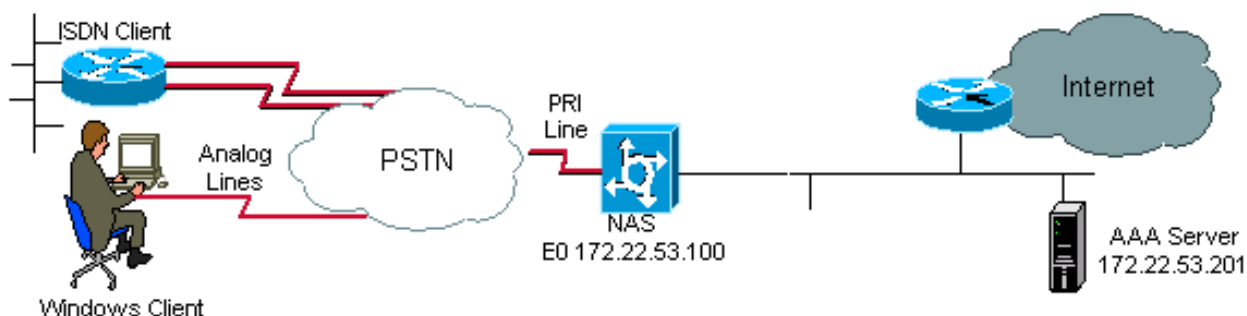 ISDN Client
Analog
Lines
Windows Client
PSTN
PRI
Line
NAS
E0 172.22.53.100
Internet
AAA Server
172.22.53.201